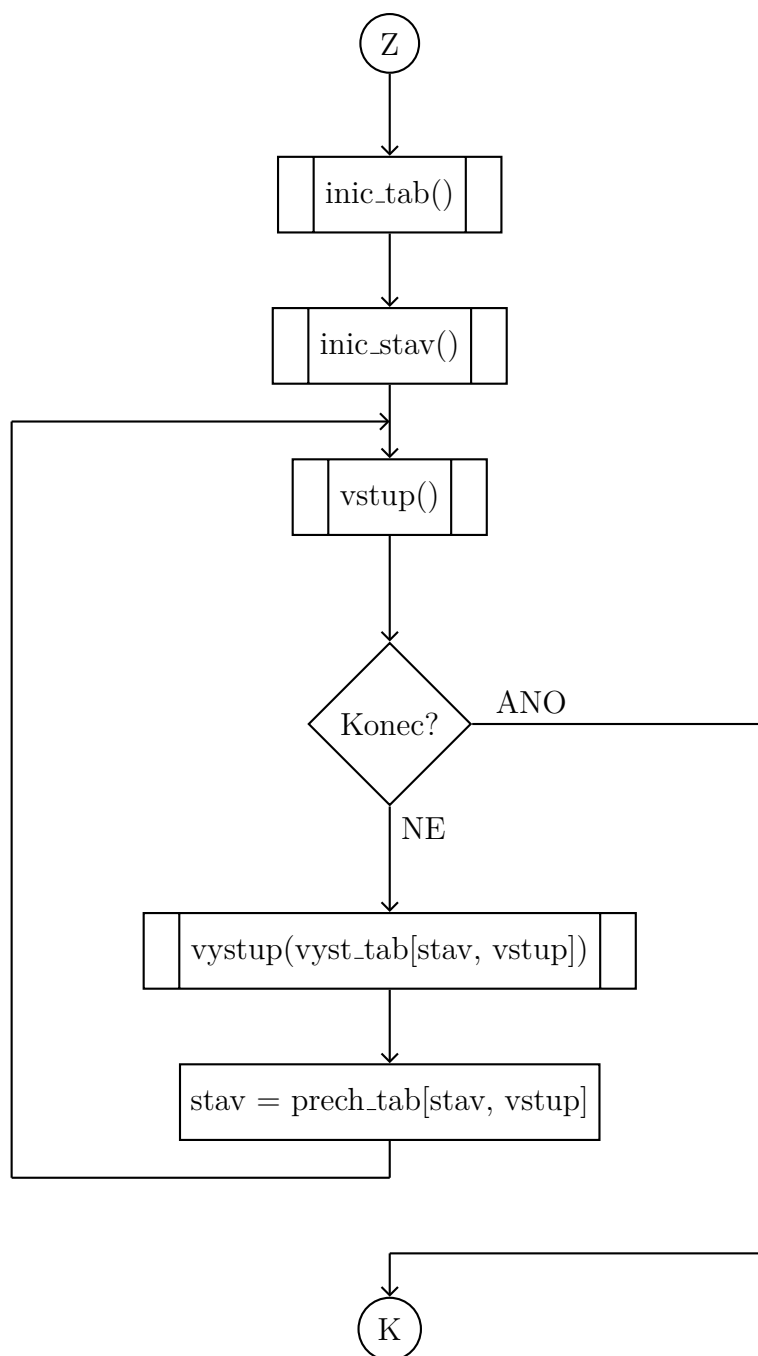 Z
inic_tab()
inic_stav()
vstup()
Konec?
ANO
NE
vystup(vyst_tab[stav, vstup])
stav = prech_tab[stav, vstup]
K